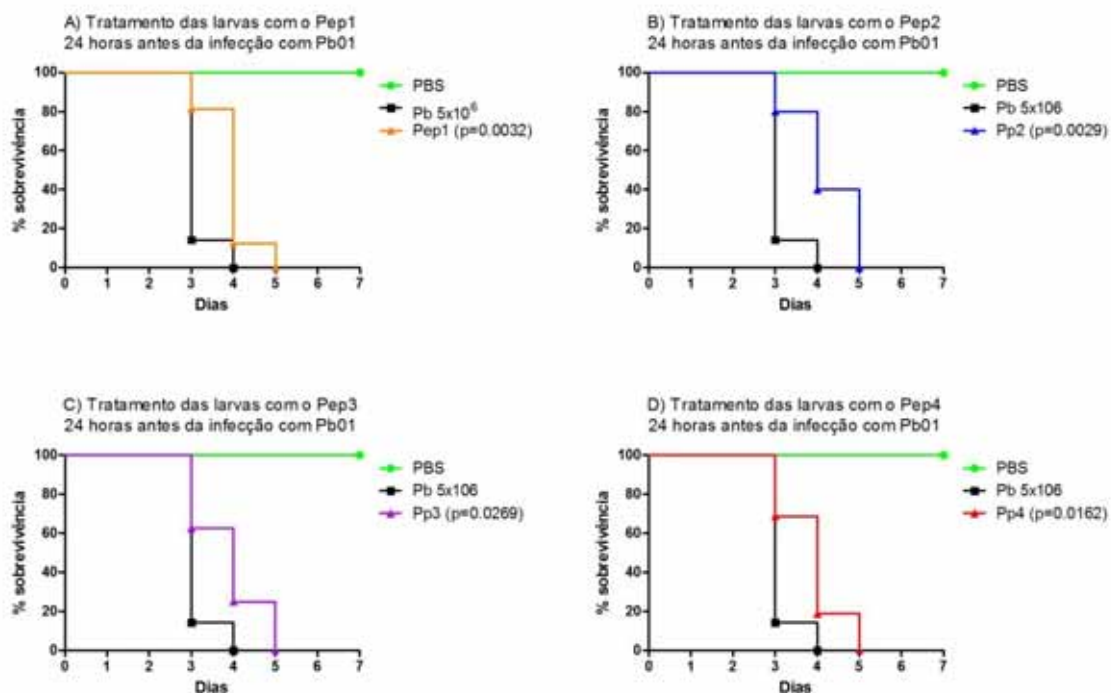 A) Tratamento das larvas com o Pep1
24 horas antes da infecção com Pb01
100
80
60
40
20
0
% sobrevivência
0 1 2 3 4 5 6 7
Dias
PBS
Pb 5x10⁶
Pep1 (p=0.0032)
B) Tratamento das larvas com o Pep2
24 horas antes da infecção com Pb01
100
80
60
40
20
0
% sobrevivência
0 1 2 3 4 5 6 7
Dias
PBS
Pb 5x106
Pp2 (p=0.0029)
C) Tratamento das larvas com o Pep3
24 horas antes da infecção com Pb01
100
80
60
40
20
0
% sobrevivência
0 1 2 3 4 5 6 7
Dias
PBS
Pb 5x106
Pp3 (p=0.0269)
D) Tratamento das larvas com o Pep4
24 horas antes da infecção com Pb01
100
80
60
40
20
0
% sobrevivência
0 1 2 3 4 5 6 7
Dias
PBS
Pb 5x106
Pp4 (p=0.0162)